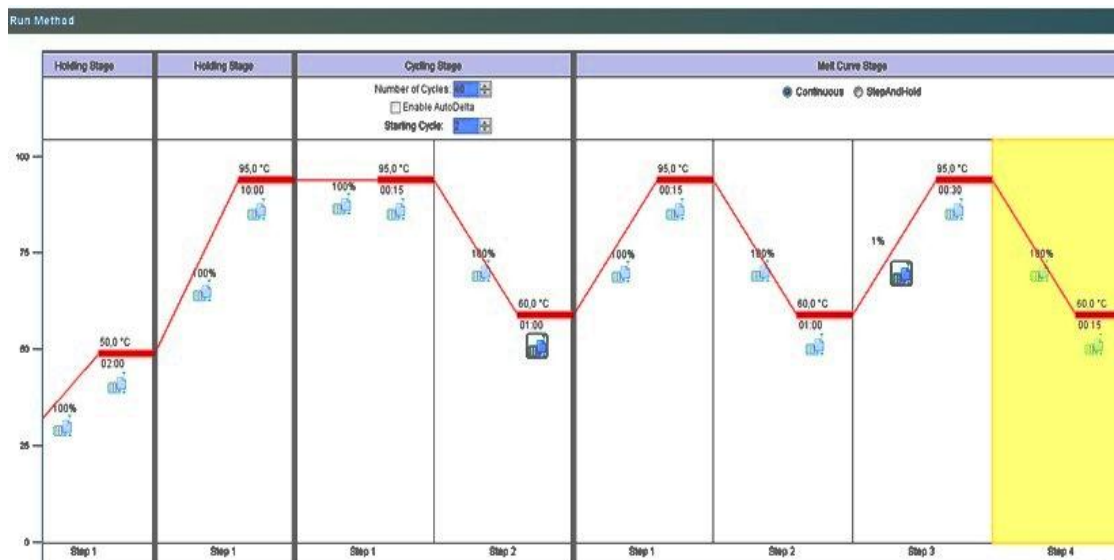 Run Method
Holding Stage
Holding Stage
Cycling Stage
Melt Curve Stage
Number of Cycles: 40
Enable AutoDelta
Starting Cycle: 2
Continuous StepAndHold
100
75
50
25
0
100%
50,0 °C
02:00
100%
95,0 °C
10:00
100%
95,0 °C
00:15
100%
60,0 °C
01:00
100%
95,0 °C
00:15
100%
60,0 °C
01:00
1%
95,0 °C
00:30
100%
60,0 °C
00:15
Step 1
Step 1
Step 1
Step 2
Step 1
Step 2
Step 3
Step 4